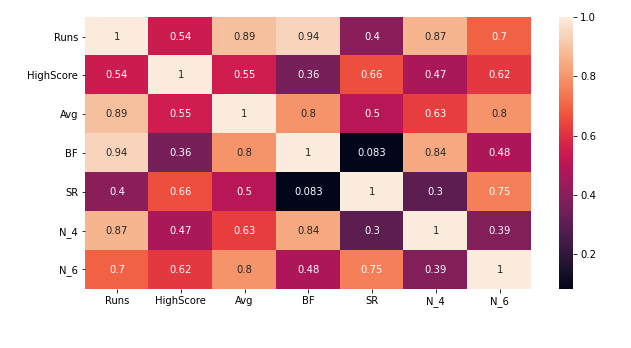 Runs 1 0.54 0.89 0.94 0.4 0.87 0.7
HighScore 0.54 1 0.55 0.36 0.66 0.47 0.62
Avg 0.89 0.55 1 0.8 0.5 0.63 0.8
BF 0.94 0.36 0.8 1 0.083 0.84 0.48
SR 0.4 0.66 0.5 0.083 1 0.3 0.75
N_4 0.87 0.47 0.63 0.84 0.3 1 0.39
N_6 0.7 0.62 0.8 0.48 0.75 0.39 1
Runs HighScore Avg BF SR N_4 N_6
1.0
0.8
0.6
0.4
0.2